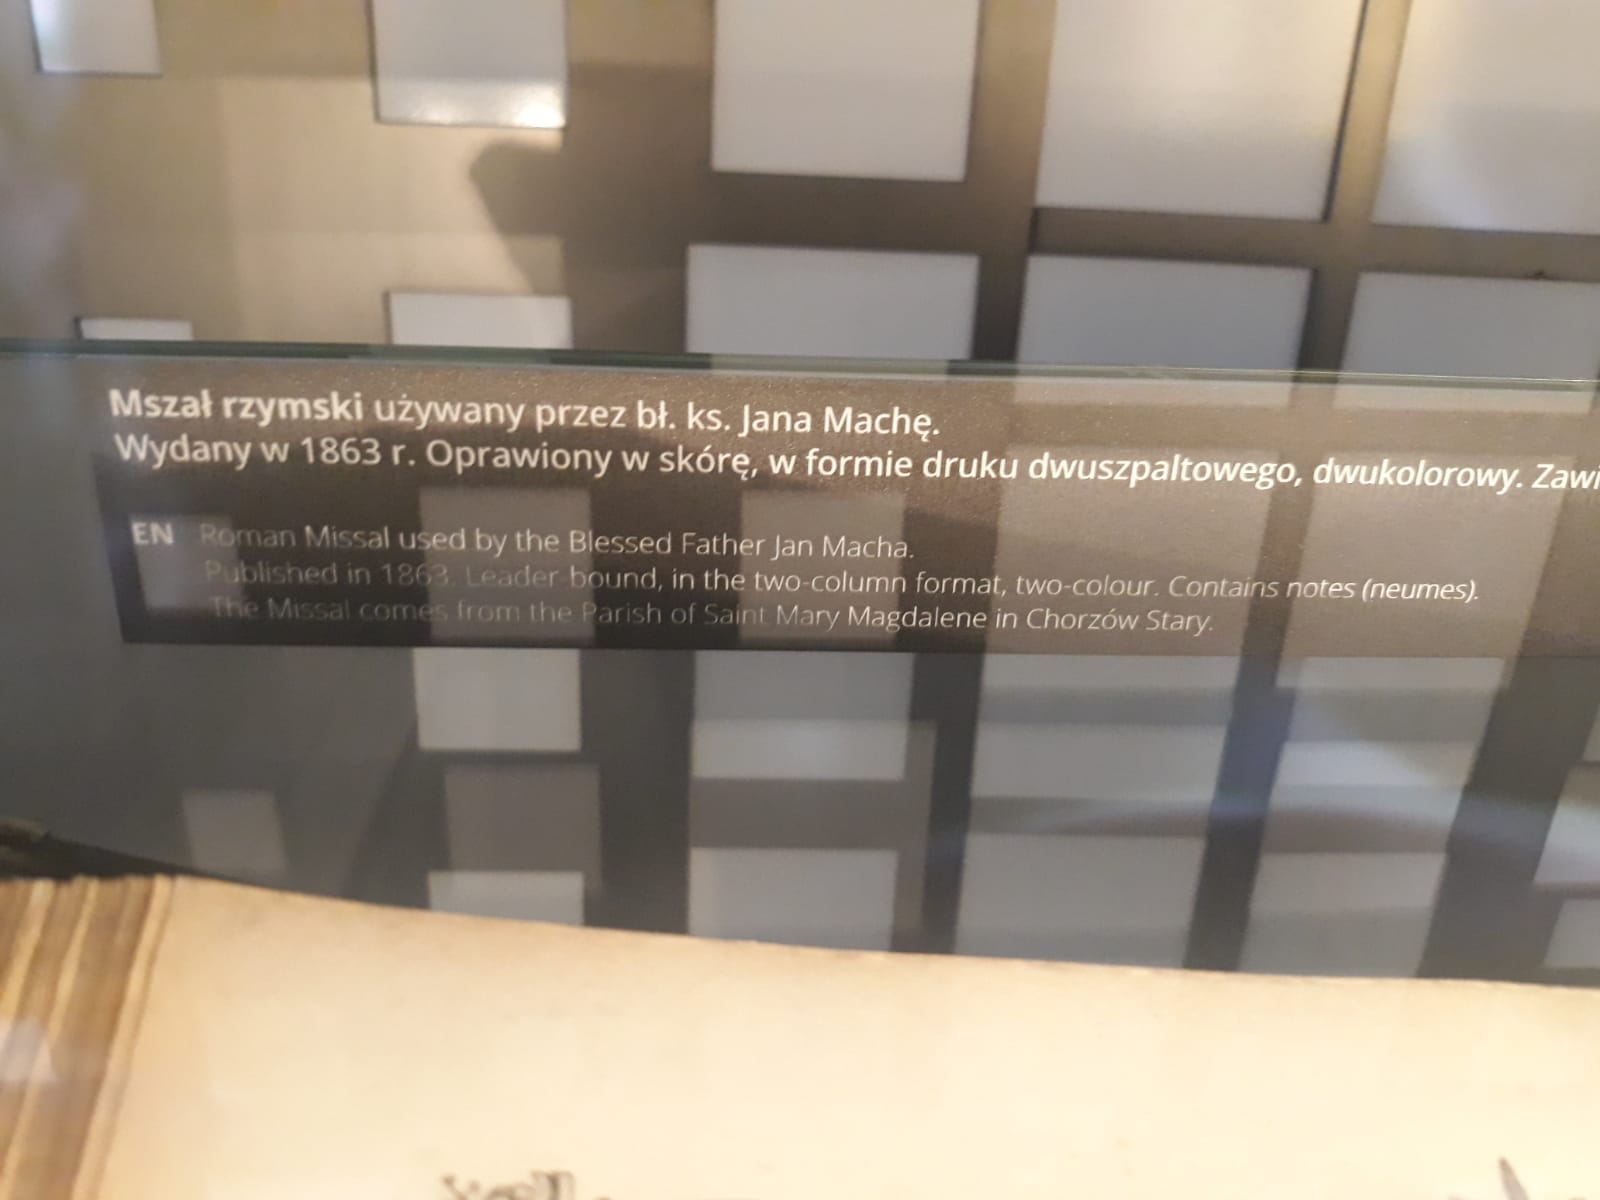 Mszał rzymski używany przez bł. ks. Jana Machę.
Wydany w 1863 r. Oprawiony w skórę, w formie druku dwuszpaltowego, dwukolorowy. Zawi
EN Roman Missal used by the Blessed Father Jan Macha.
Published in 1863. Leader bound, in the two-column format, two-colour. Contains notes (neumes).
The Missal comes from the Parish of Saint Mary Magdalene in Chorzów Stary.